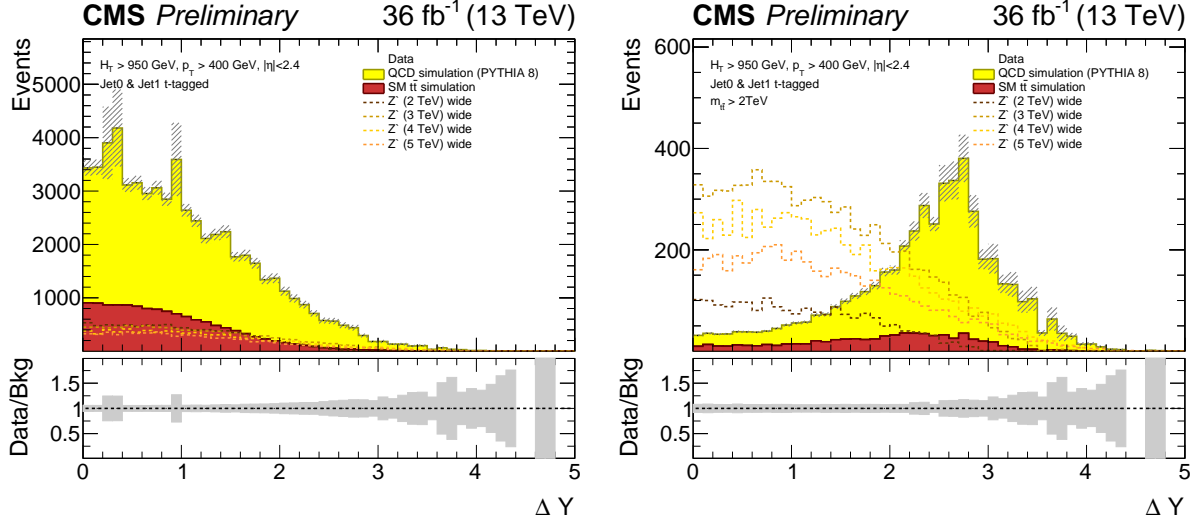 CMS Preliminary 36 fb⁻¹ (13 TeV)
Events
5000
4000
3000
2000
1000
H_T > 950 GeV, p_T > 400 GeV, |η|<2.4
Jet0 & Jet1 t-tagged
Data
QCD simulation (PYTHIA 8)
SM tt̄ simulation
Z` (2 TeV) wide
Z` (3 TeV) wide
Z` (4 TeV) wide
Z` (5 TeV) wide
Data/Bkg
1.5
1
0.5
0 1 2 3 4 5
Δ Y
CMS Preliminary 36 fb⁻¹ (13 TeV)
Events
600
400
200
H_T > 950 GeV, p_T > 400 GeV, |η|<2.4
Jet0 & Jet1 t-tagged
m_tt̄ > 2TeV
Data
QCD simulation (PYTHIA 8)
SM tt̄ simulation
Z` (2 TeV) wide
Z` (3 TeV) wide
Z` (4 TeV) wide
Z` (5 TeV) wide
Data/Bkg
1.5
1
0.5
0 1 2 3 4 5
Δ Y